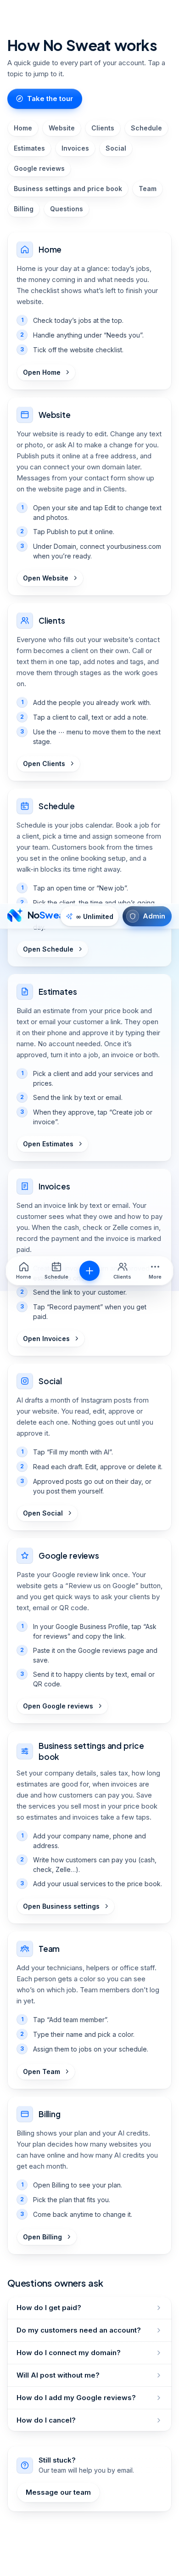 How No Sweat works
A quick guide to every part of your account. Tap a
topic to jump to it.
Take the tour
Home
Website
Clients
Schedule
Estimates
Invoices
Social
Google reviews
Business settings and price book
Team
Billing
Questions
Home
Home is your day at a glance: today's jobs,
the money coming in and what needs you.
The checklist shows what's left to finish your
website.
1 Check today's jobs at the top.
2 Handle anything under "Needs you".
3 Tick off the website checklist.
Open Home
Website
Your website is ready to edit. Change any text
or photo, or ask AI to make a change for you.
Publish puts it online at a free address, and
you can connect your own domain later.
Messages from your contact form show up
on the website page and in Clients.
1 Open your site and tap Edit to change text
and photos.
2 Tap Publish to put it online.
3 Under Domain, connect yourbusiness.com
when you're ready.
Open Website
Clients
Everyone who fills out your website's contact
form becomes a client on their own. Call or
text them in one tap, add notes and tags, and
move them through stages as the work goes
on.
1 Add the people you already work with.
2 Tap a client to call, text or add a note.
3 Use the ··· menu to move them to the next
stage.
Open Clients
Schedule
Schedule is your jobs calendar. Book a job for
a client, pick a time and assign someone from
your team. Customers book from the times
you set in the online booking setup, and a
walk-in blocks its time right away.
1 Tap an open time or "New job".
NoSwea
∞ Unlimited
Admin
Open Schedule
Estimates
Build an estimate from your price book and
text or email your customer a link. They open
it on their phone and approve it by typing their
name. No account needed. Once it's
approved, turn it into a job, an invoice or both.
1 Pick a client and add your services and
prices.
2 Send the link by text or email.
3 When they approve, tap "Create job or
invoice".
Open Estimates
Invoices
Send an invoice link by text or email. Your
customer sees what they owe and how to pay
you. When the cash, check or Zelle comes in,
record the payment and the invoice is marked
paid.
Home
Schedule
Clients
More
2 Send the link to your customer.
3 Tap "Record payment" when you get
paid.
Open Invoices
Social
AI drafts a month of Instagram posts from
your website. You read, edit, approve or
delete each one. Nothing goes out until you
approve it.
1 Tap "Fill my month with AI".
2 Read each draft. Edit, approve or delete it.
3 Approved posts go out on their day, or
you post them yourself.
Open Social
Google reviews
Paste your Google review link once. Your
website gets a "Review us on Google" button,
and you get quick ways to ask your clients by
text, email or QR code.
1 In your Google Business Profile, tap "Ask
for reviews" and copy the link.
2 Paste it on the Google reviews page and
save.
3 Send it to happy clients by text, email or
QR code.
Open Google reviews
Business settings and price
book
Set your company details, sales tax, how long
estimates are good for, when invoices are
due and how customers can pay you. Save
the services you sell most in your price book
so estimates and invoices take a few taps.
1 Add your company name, phone and
address.
2 Write how customers can pay you (cash,
check, Zelle...).
3 Add your usual services to the price book.
Open Business settings
Team
Add your technicians, helpers or office staff.
Each person gets a color so you can see
who's on which job. Team members don't log
in yet.
1 Tap "Add team member".
2 Type their name and pick a color.
3 Assign them to jobs on your schedule.
Open Team
Billing
Billing shows your plan and your AI credits.
Your plan decides how many websites you
can have online and how many AI credits you
get each month.
1 Open Billing to see your plan.
2 Pick the plan that fits you.
3 Come back anytime to change it.
Open Billing
Questions owners ask
How do I get paid?
Do my customers need an account?
How do I connect my domain?
Will AI post without me?
How do I add my Google reviews?
How do I cancel?
Still stuck?
Our team will help you by email.
Message our team